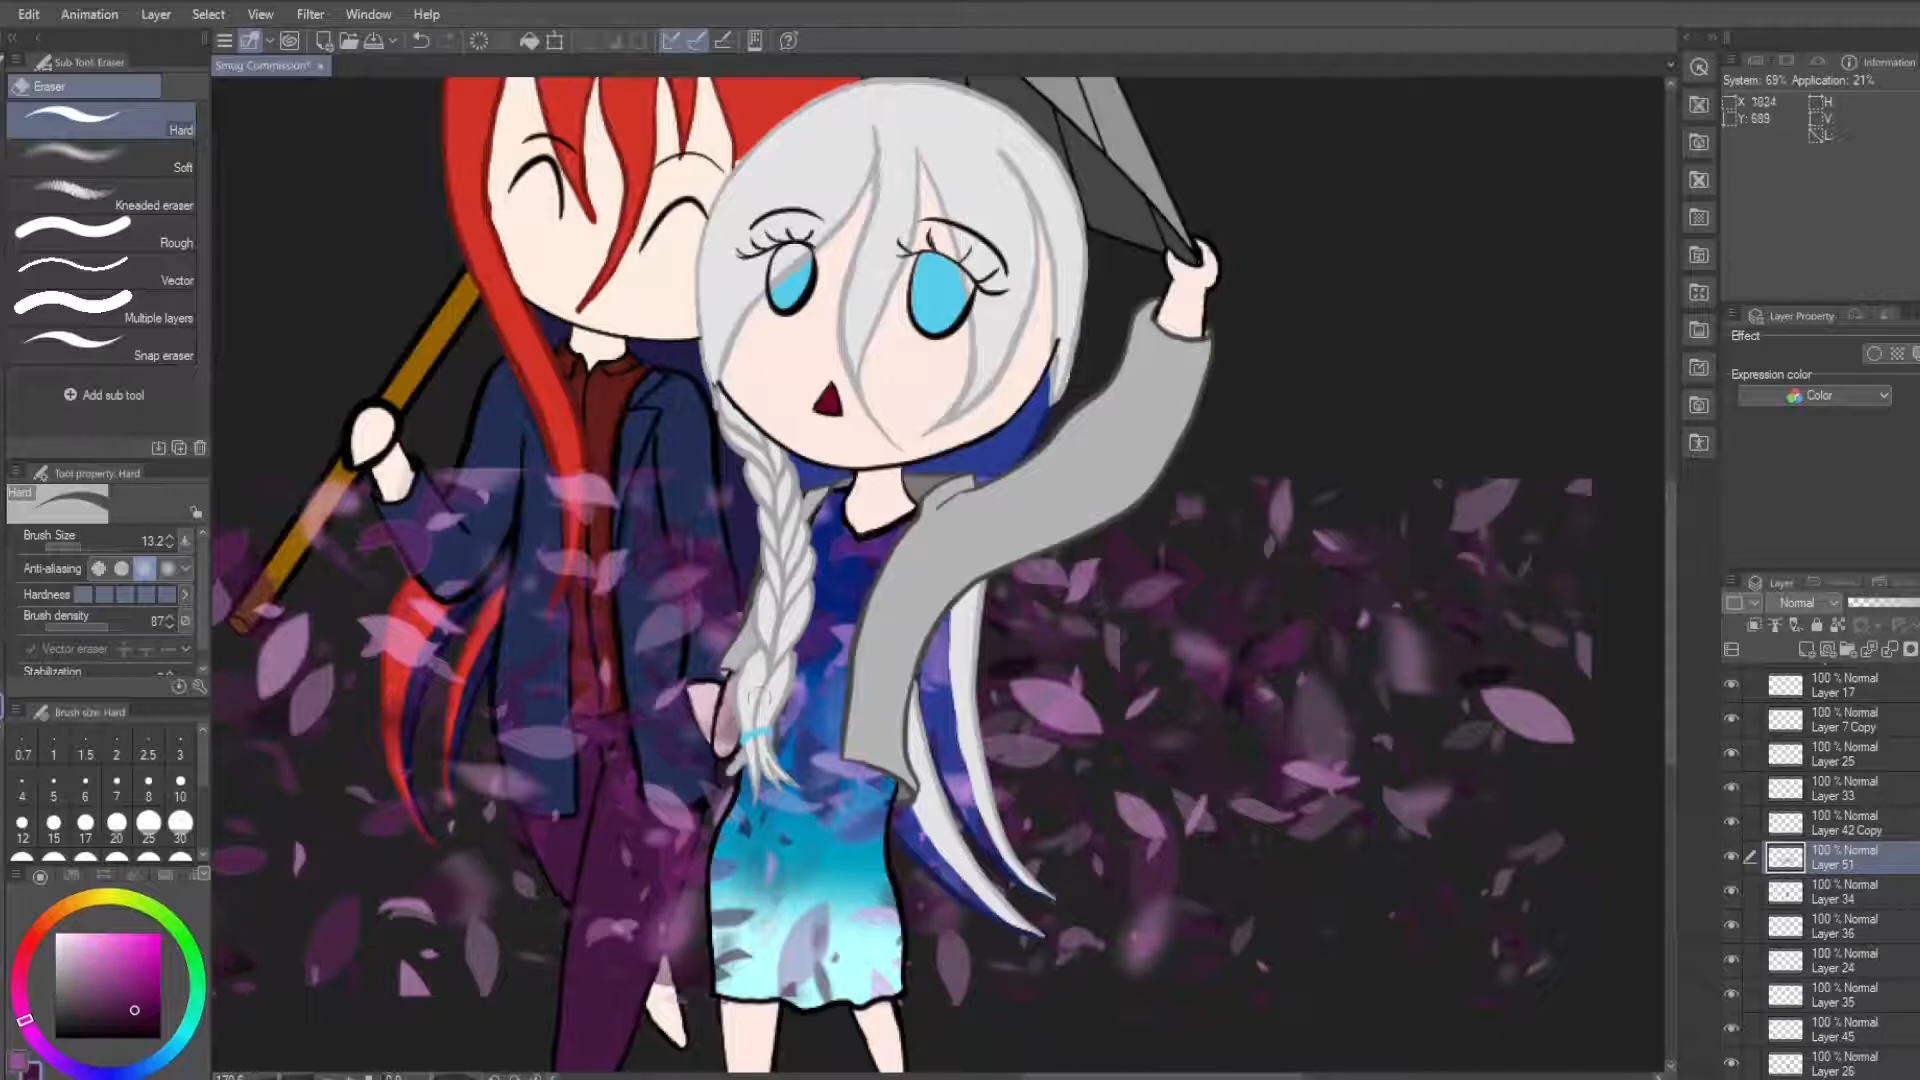 Edit Animation Layer Select View Filter Window Help
Sub Tool: Eraser
Smug Commission*
Information
Eraser
System: 69% Application: 21%
Hard
X 3824 H:
Y: 689 V:
L:
Soft
Kneaded eraser
Rough
Vector
Multiple layers
Snap eraser
Add sub tool
Layer Property
Effect
Expression color
Color
Tool property: Hard
Hard
Brush Size 13.2
Anti-aliasing
Hardness
Brush density 87
Vector eraser
Stabilization
Brush size: Hard
0.7 1 1.5 2 2.5 3
4 5 6 7 8 10
12 15 17 20 25 30
Layer
Normal
100 % Normal
Layer 17
100 % Normal
Layer 7 Copy
100 % Normal
Layer 25
100 % Normal
Layer 33
100 % Normal
Layer 42 Copy
100 % Normal
Layer 51
100 % Normal
Layer 34
100 % Normal
Layer 36
100 % Normal
Layer 24
100 % Normal
Layer 35
100 % Normal
Layer 45
100 % Normal
Layer 26